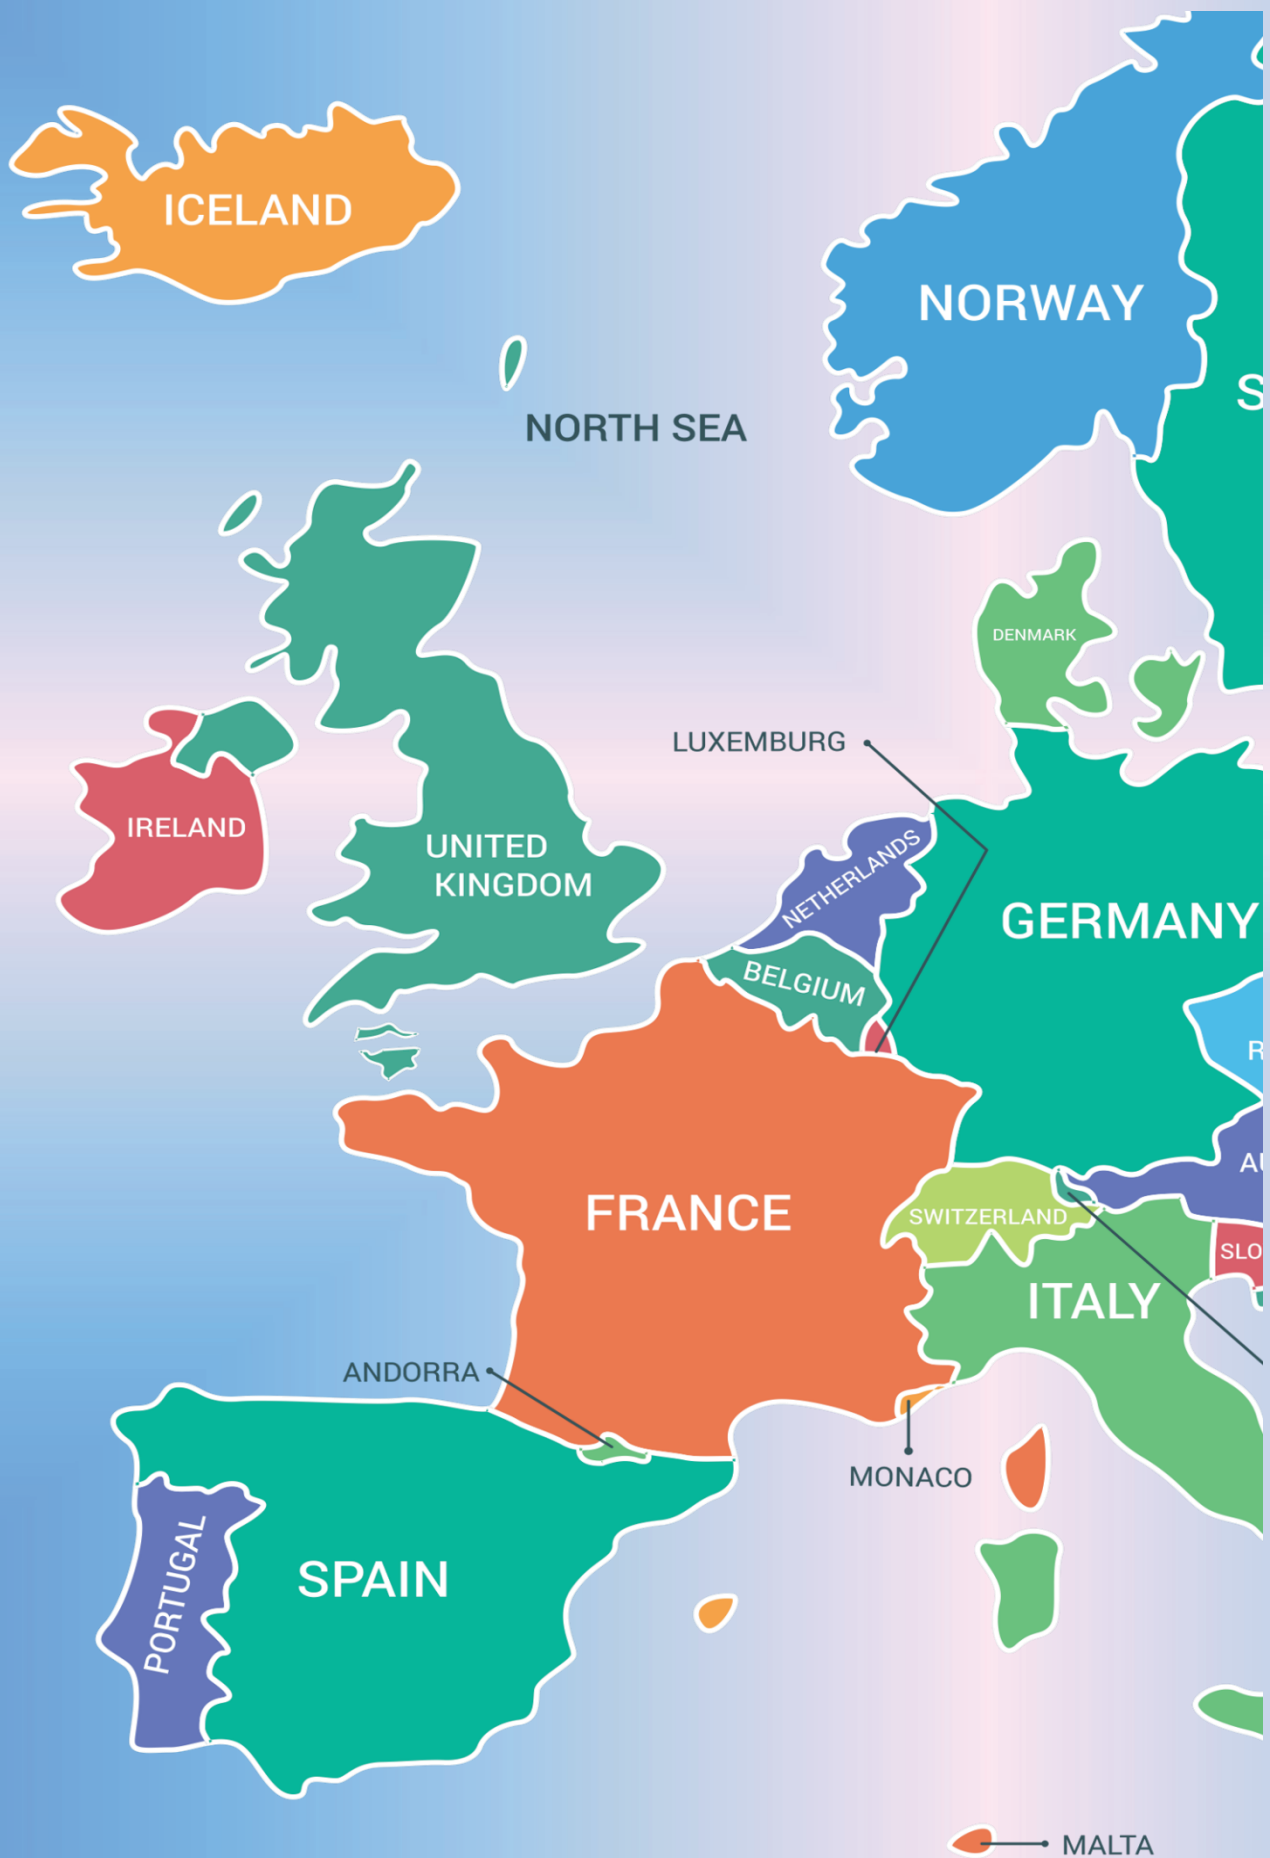 ICELAND
NORWAY
S
NORTH SEA
DENMARK
LUXEMBURG
IRELAND
UNITED
KINGDOM
NETHERLANDS
GERMANY
BELGIUM
R
AU
FRANCE
SWITZERLAND
SLO
ITALY
ANDORRA
MONACO
PORTUGAL
SPAIN
MALTA